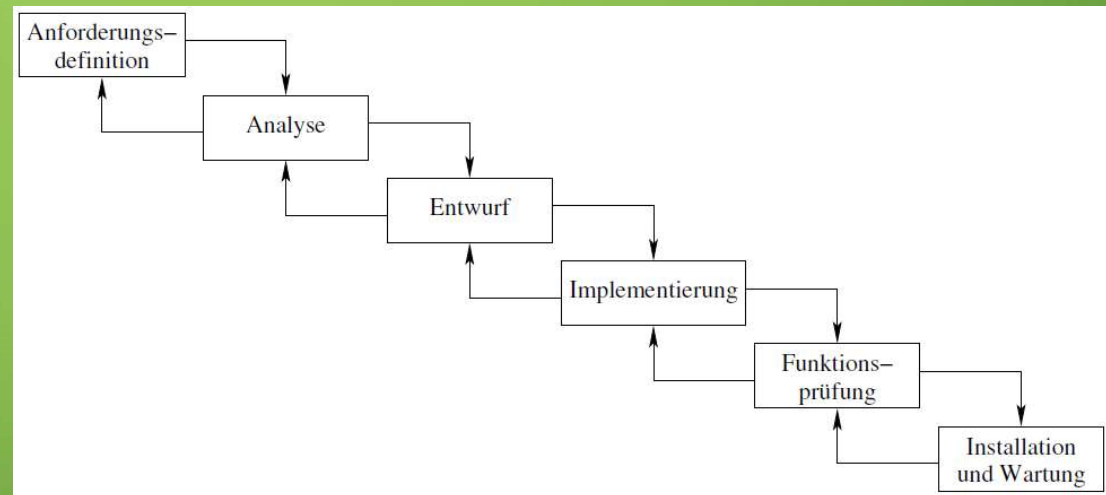 Anforderungs–
definition
Analyse
Entwurf
Implementierung
Funktions–
prüfung
Installation
und Wartung